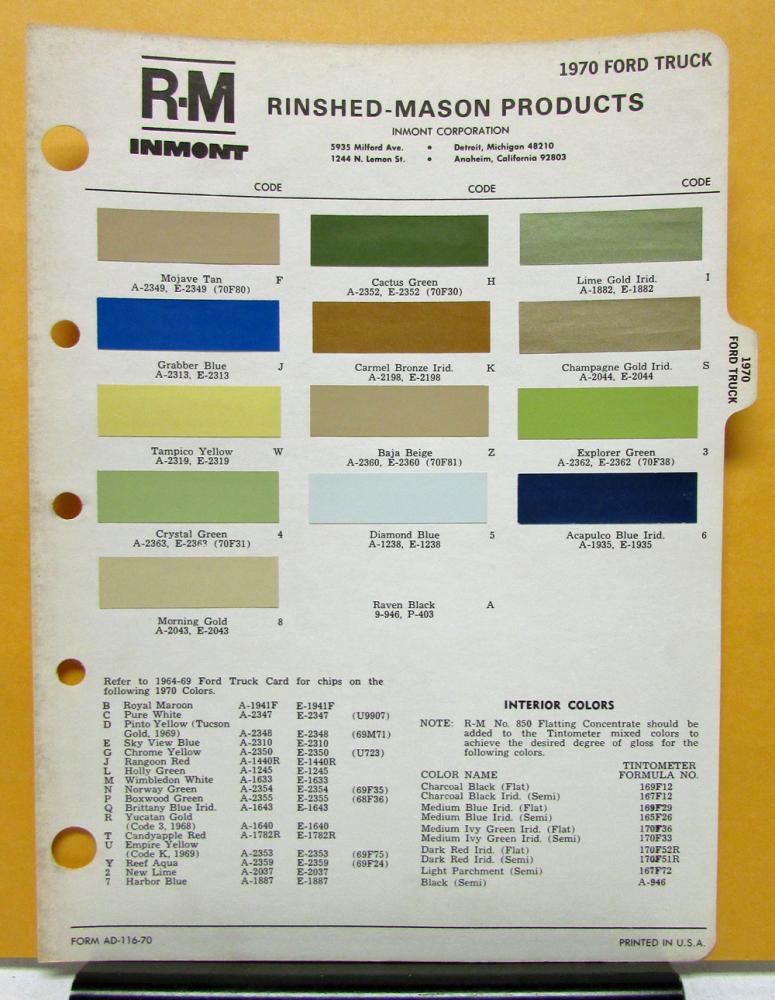 1970 FORD TRUCK
R-M
INMONT
RINSHED-MASON PRODUCTS
INMONT CORPORATION
5935 Milford Ave. • Detroit, Michigan 48210
1244 N. Lemon St. • Anaheim, California 92803
CODE CODE CODE
Mojave Tan F
A-2349, E-2349 (70F80)
Cactus Green H
A-2352, E-2352 (70F30)
Lime Gold Irid. I
A-1882, E-1882
Grabber Blue J
A-2313, E-2313
Carmel Bronze Irid. K
A-2198, E-2198
Champagne Gold Irid. S
A-2044, E-2044
1970
FORD TRUCK
Tampico Yellow W
A-2319, E-2319
Baja Beige Z
A-2360, E-2360 (70F81)
Explorer Green 3
A-2362, E-2362 (70F38)
Crystal Green 4
A-2363, E-2363 (70F31)
Diamond Blue 5
A-1238, E-1238
Acapulco Blue Irid. 6
A-1935, E-1935
Morning Gold 8
A-2043, E-2043
Raven Black A
9-946, P-403
Refer to 1964-69 Ford Truck Card for chips on the
following 1970 Colors.
B Royal Maroon A-1941F E-1941F
C Pure White A-2347 E-2347 (U9907)
D Pinto Yellow (Tucson
Gold, 1969) A-2348 E-2348 (69M71)
E Sky View Blue A-2310 E-2310
G Chrome Yellow A-2350 E-2350 (U723)
J Rangoon Red A-1440R E-1440R
L Holly Green A-1245 E-1245
M Wimbledon White A-1633 E-1633
N Norway Green A-2354 E-2354 (69F35)
P Boxwood Green A-2355 E-2355 (68F36)
Q Brittany Blue Irid. A-1643 E-1643
R Yucatan Gold
(Code 3, 1968) A-1640 E-1640
T Candyapple Red A-1782R E-1782R
U Empire Yellow
(Code K, 1969) A-2353 E-2353 (69F75)
Y Reef Aqua A-2359 E-2359 (69F24)
2 New Lime A-2037 E-2037
7 Harbor Blue A-1887 E-1887
INTERIOR COLORS
NOTE: R-M No. 850 Flatting Concentrate should be
added to the Tintometer mixed colors to
achieve the desired degree of gloss for the
following colors.
TINTOMETER
COLOR NAME FORMULA NO.
Charcoal Black (Flat) 169F12
Charcoal Black Irid. (Semi) 167F12
Medium Blue Irid. (Flat) 169F29
Medium Blue Irid. (Semi) 165F26
Medium Ivy Green Irid. (Flat) 170F36
Medium Ivy Green Irid. (Semi) 170F33
Dark Red Irid. (Flat) 170F52R
Dark Red Irid. (Semi) 170F51R
Light Parchment (Semi) 167F72
Black (Semi) A-946
FORM AD-116-70
PRINTED IN U.S.A.